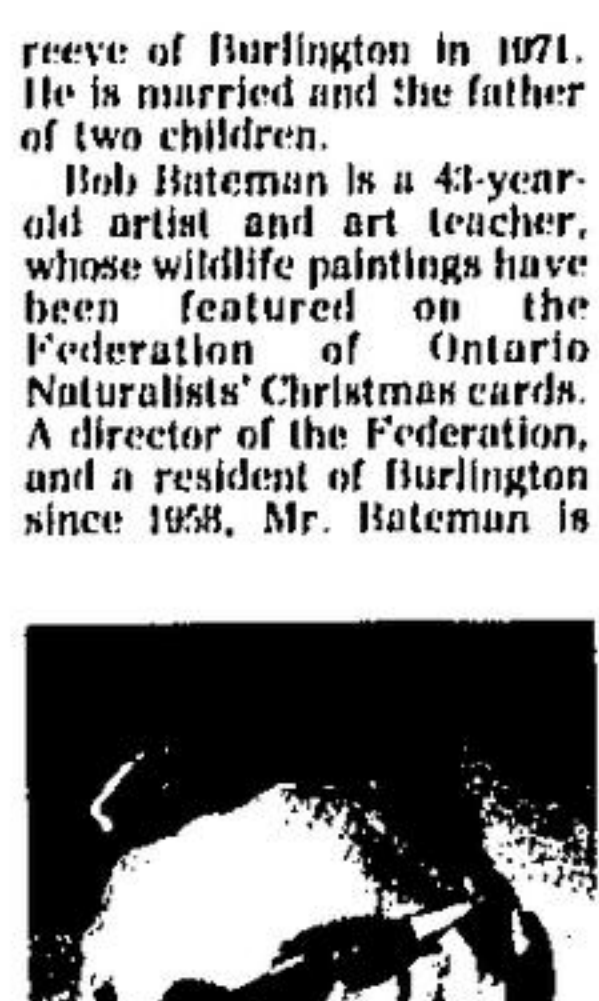 reeve of Burlington in 1971.
He is married and the father
of two children.
Bob Bateman is a 43-year-
old artist and art teacher,
whose wildlife paintings have
been featured on the
Federation of Ontario
Naturalists' Christmas cards.
A director of the Federation,
and a resident of Burlington
since 1958, Mr. Bateman is